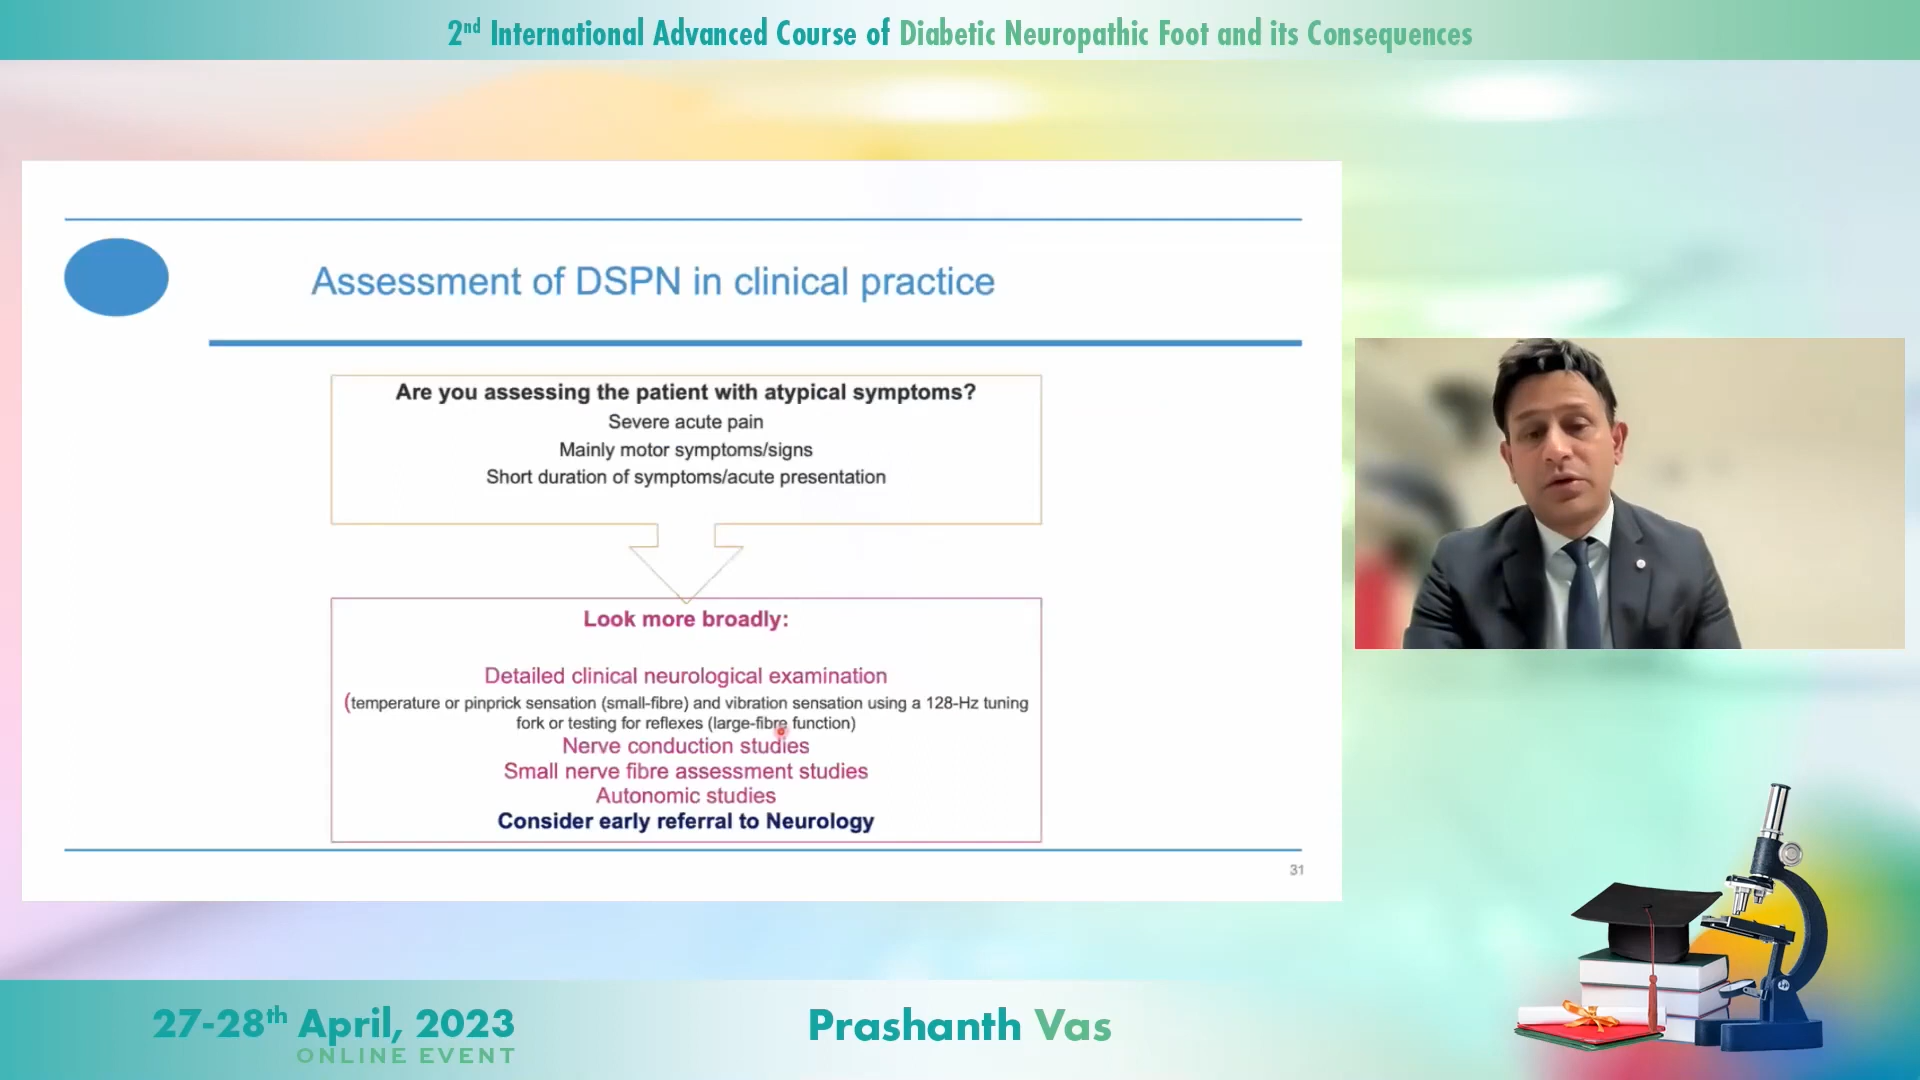 2nd International Advanced Course of Diabetic Neuropathic Foot and its Consequences
Assessment of DSPN in clinical practice
Are you assessing the patient with atypical symptoms?
Severe acute pain
Mainly motor symptoms/signs
Short duration of symptoms/acute presentation
Look more broadly:
Detailed clinical neurological examination
(temperature or pinprick sensation (small-fibre) and vibration sensation using a 128-Hz tuning
fork or testing for reflexes (large-fibre function)
Nerve conduction studies
Small nerve fibre assessment studies
Autonomic studies
Consider early referral to Neurology
31
27-28th April, 2023
ONLINE EVENT
Prashanth Vas